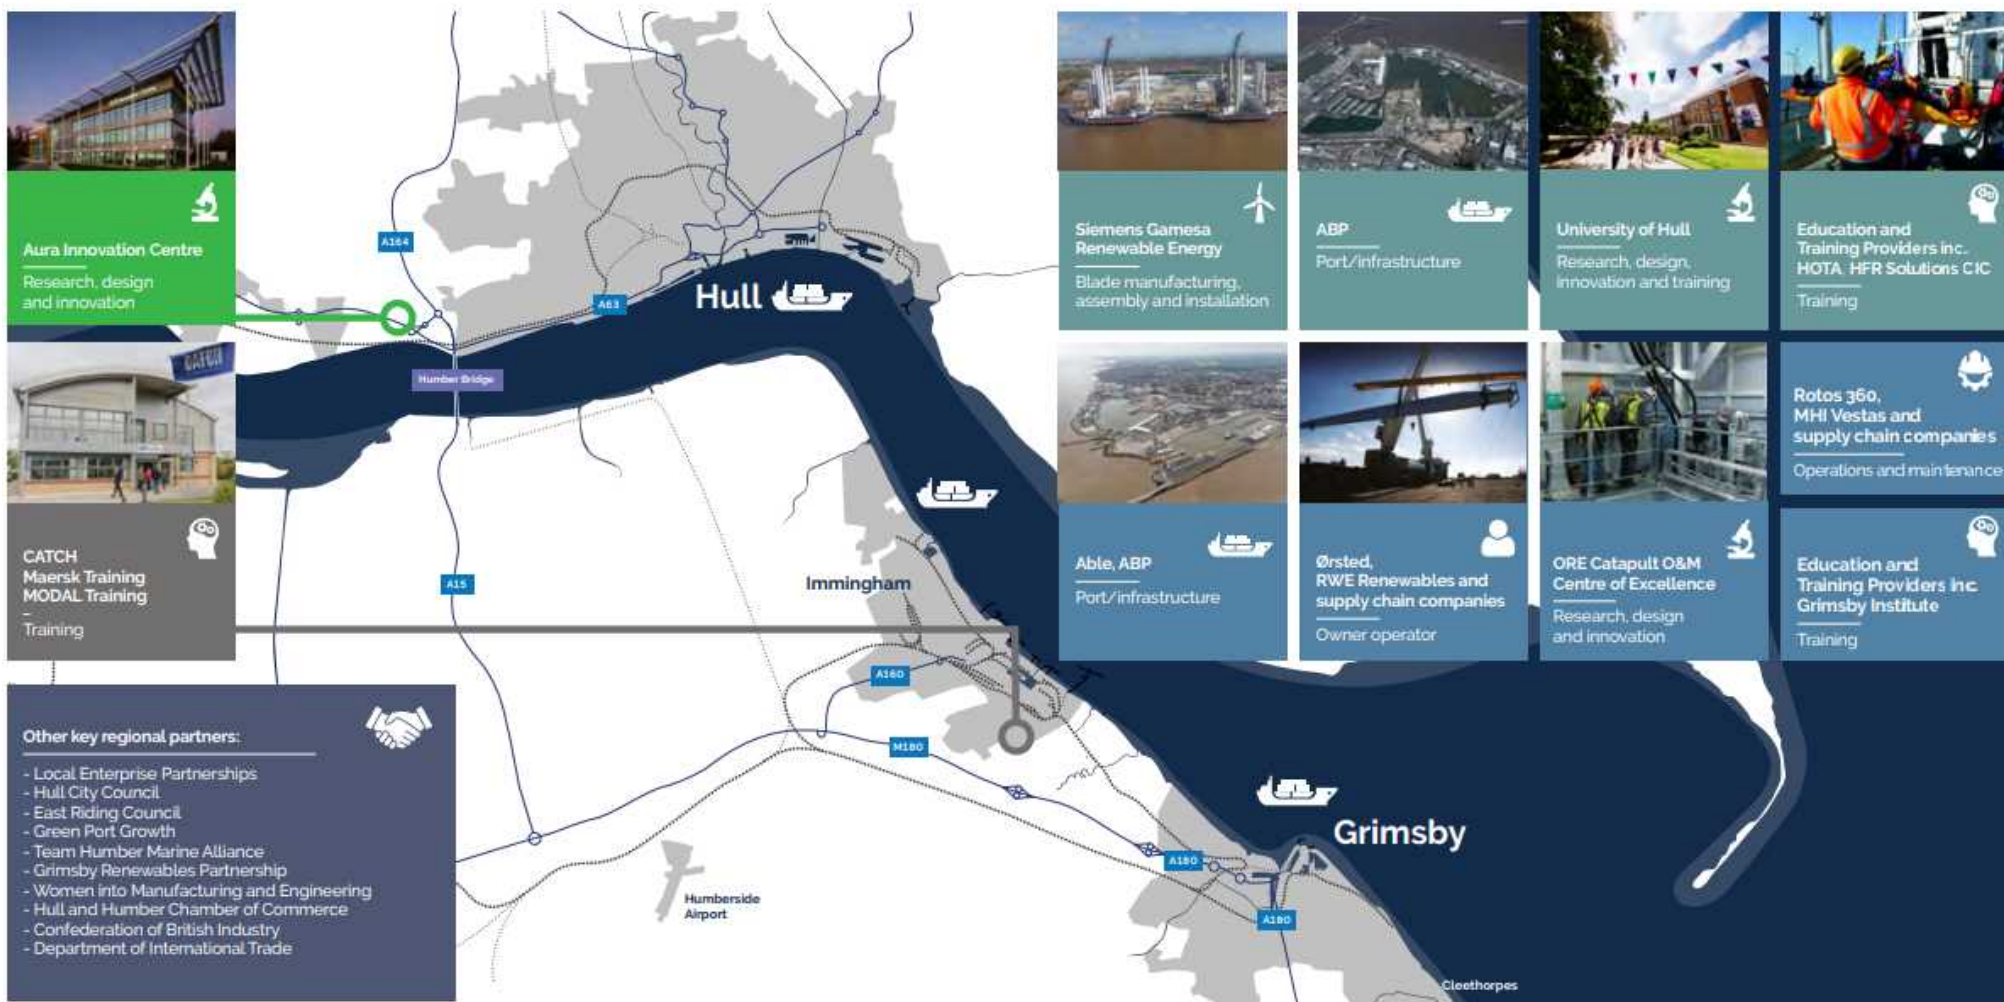 Aura Innovation Centre
Research, design
and innovation
CATCH
CATCH
Maersk Training
MODAL Training
Training
Other key regional partners:
- Local Enterprise Partnerships
- Hull City Council
- East Riding Council
- Green Port Growth
- Team Humber Marine Alliance
- Grimsby Renewables Partnership
- Women into Manufacturing and Engineering
- Hull and Humber Chamber of Commerce
- Confederation of British Industry
- Department of International Trade
A164
A63
Hull
Humber Bridge
A15
Immingham
A160
M180
Grimsby
A180
A180
Humberside
Airport
Cleethorpes
Siemens Gamesa
Renewable Energy
Blade manufacturing,
assembly and installation
ABP
Port/infrastructure
University of Hull
Research, design,
innovation and training
Education and
Training Providers inc.
HOTA HFR Solutions CIC
Training
Able, ABP
Port/infrastructure
Ørsted,
RWE Renewables and
supply chain companies
Owner operator
ORE Catapult O&M
Centre of Excellence
Research, design
and innovation
Rotos 360,
MHI Vestas and
supply chain companies
Operations and maintenance
Education and
Training Providers inc
Grimsby Institute
Training